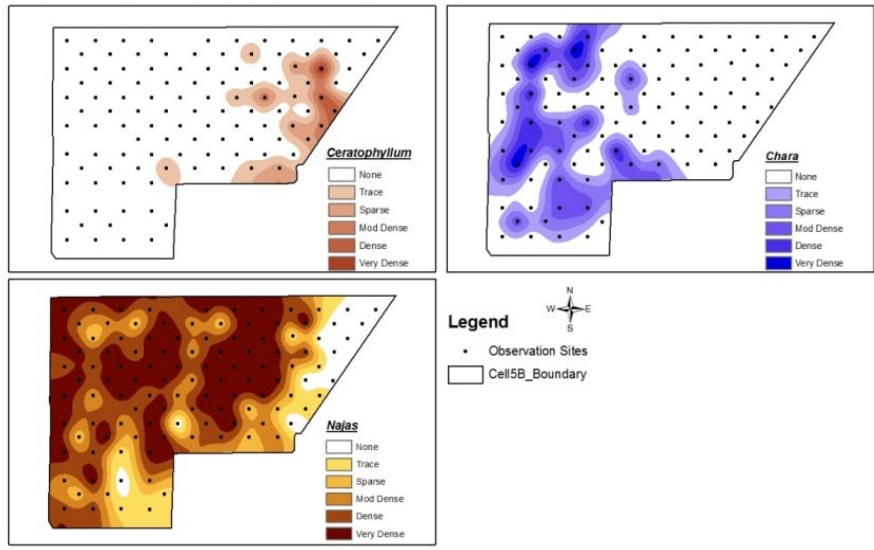 Ceratophyllum
None
Trace
Sparse
Mod Dense
Dense
Very Dense
Chara
None
Trace
Sparse
Mod Dense
Dense
Very Dense
Najas
None
Trace
Sparse
Mod Dense
Dense
Very Dense
N
W E
S
Legend
Observation Sites
Cell5B_Boundary